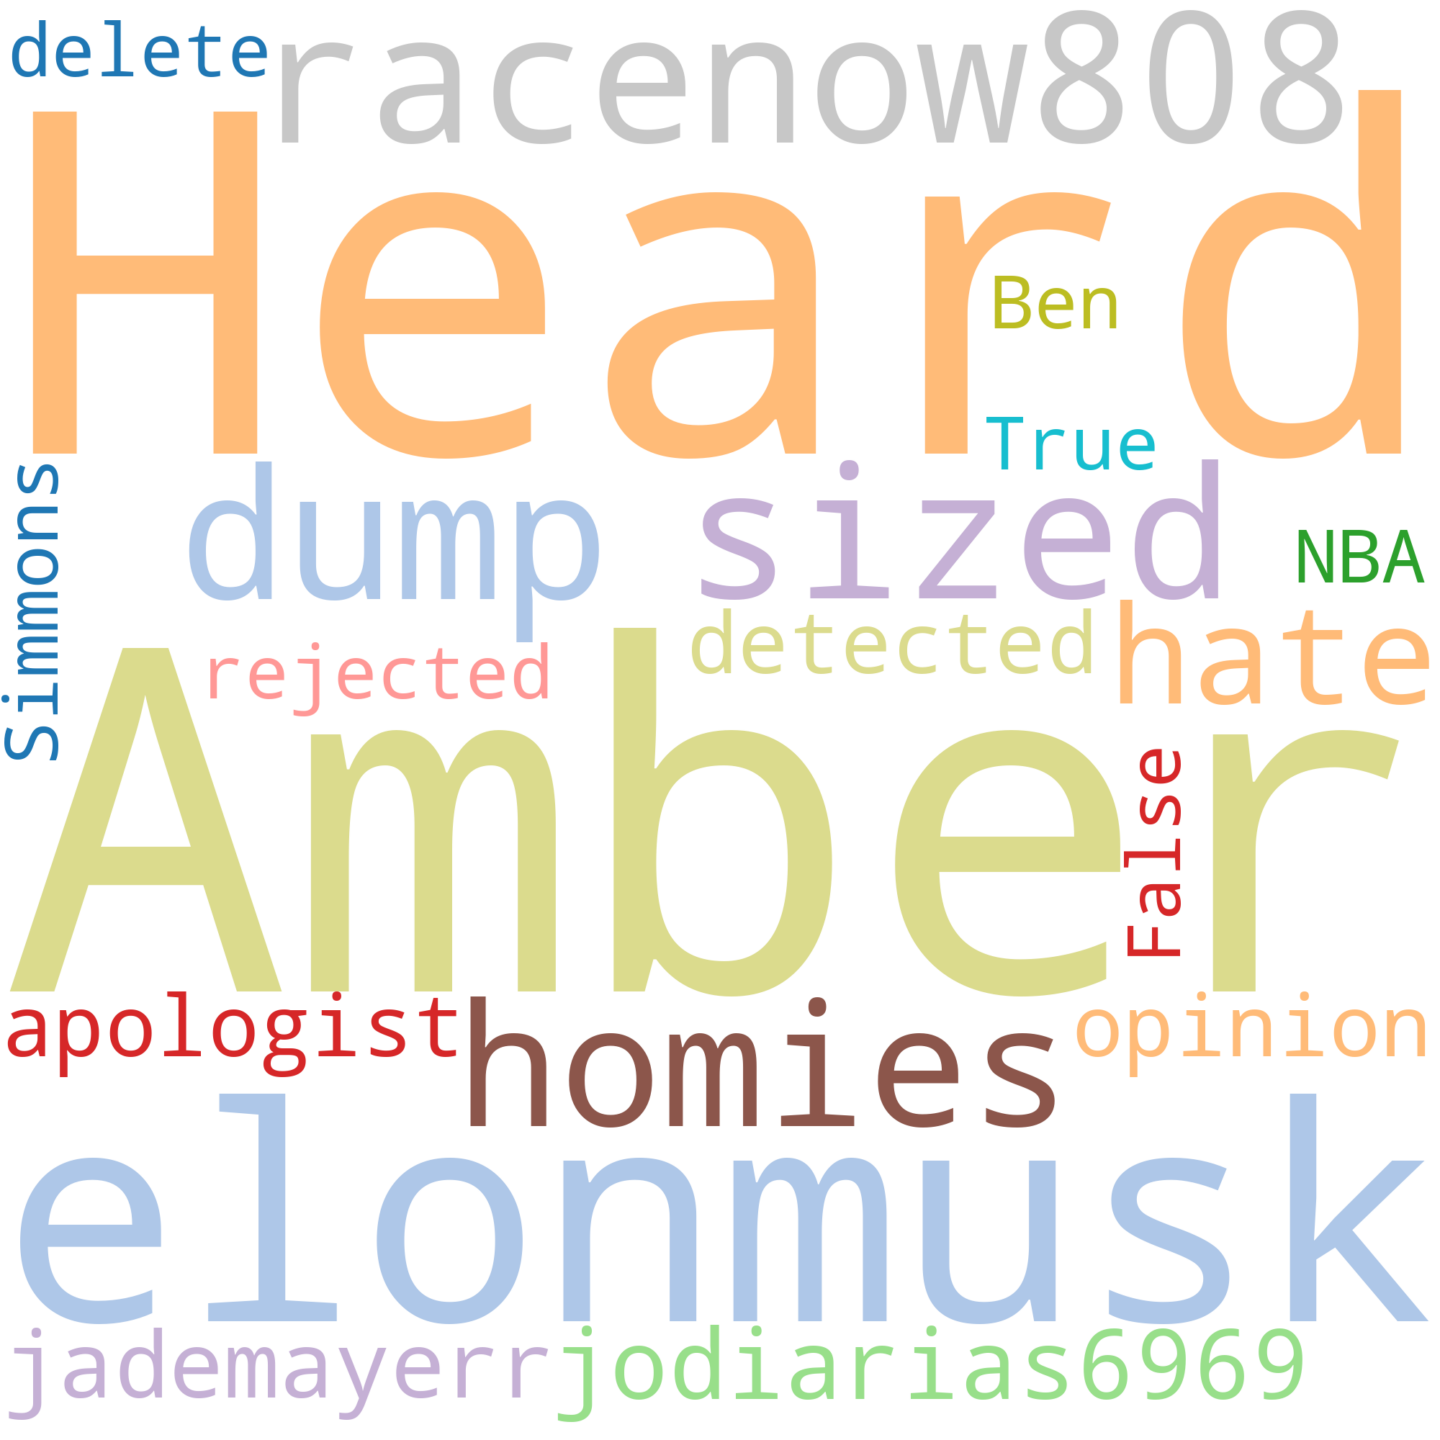 delete
racenow808
Heard
Ben
True
Simmons
dump
sized
NBA
rejected
detected
hate
Amber
False
apologist
homies
opinion
elonmusk
jademayerr
jodiarias6969